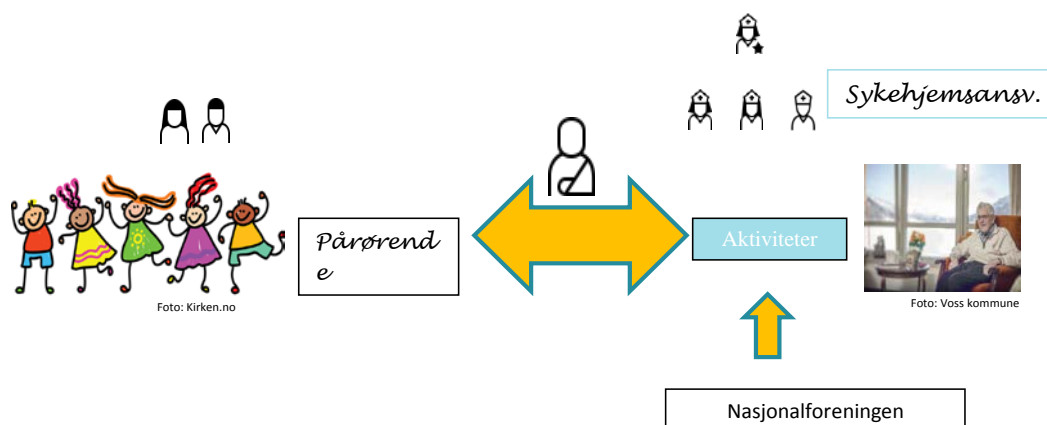 Sykehjemsansv.
Pårørend
e
Aktiviteter
Foto: Kirken.no
Foto: Voss kommune
Nasjonalforeningen